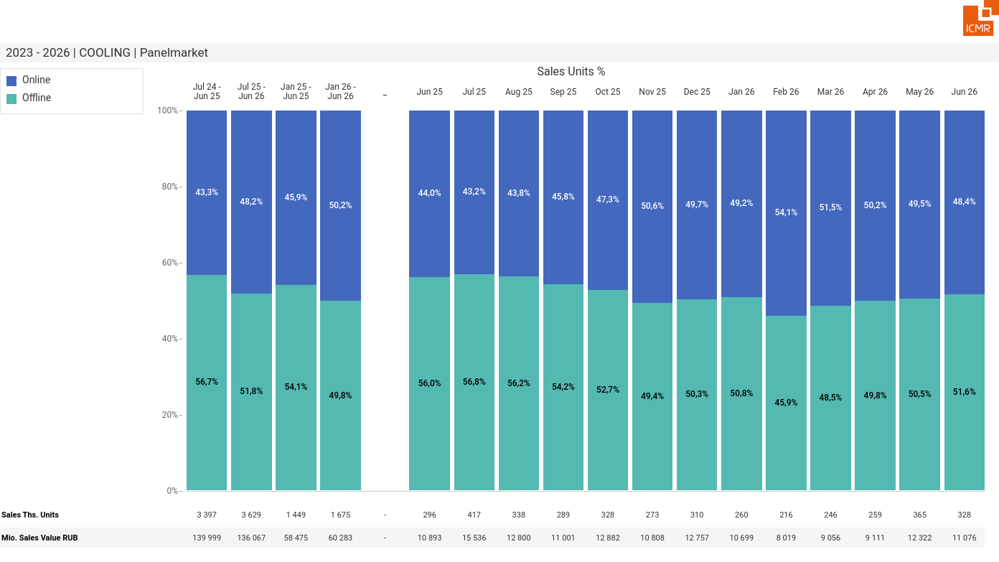 ICMR
2023 - 2026 | COOLING | Panelmarket
Online
Offline
Sales Units %
Jul 24 - Jun 25 Jul 25 - Jun 26 Jan 25 - Jun 25 Jan 26 - Jun 26 – Jun 25 Jul 25 Aug 25 Sep 25 Oct 25 Nov 25 Dec 25 Jan 26 Feb 26 Mar 26 Apr 26 May 26 Jun 26
100%
80%
60%
40%
20%
0%
43,3% 48,2% 45,9% 50,2% 44,0% 43,2% 43,8% 45,8% 47,3% 50,6% 49,7% 49,2% 54,1% 51,5% 50,2% 49,5% 48,4%
56,7% 51,8% 54,1% 49,8% 56,0% 56,8% 56,2% 54,2% 52,7% 49,4% 50,3% 50,8% 45,9% 48,5% 49,8% 50,5% 51,6%
Sales Ths. Units 3 397 3 629 1 449 1 675 - 296 417 338 289 328 273 310 260 216 246 259 365 328
Mio. Sales Value RUB 139 999 136 067 58 475 60 283 - 10 893 15 536 12 800 11 001 12 882 10 808 12 757 10 699 8 019 9 056 9 111 12 322 11 076